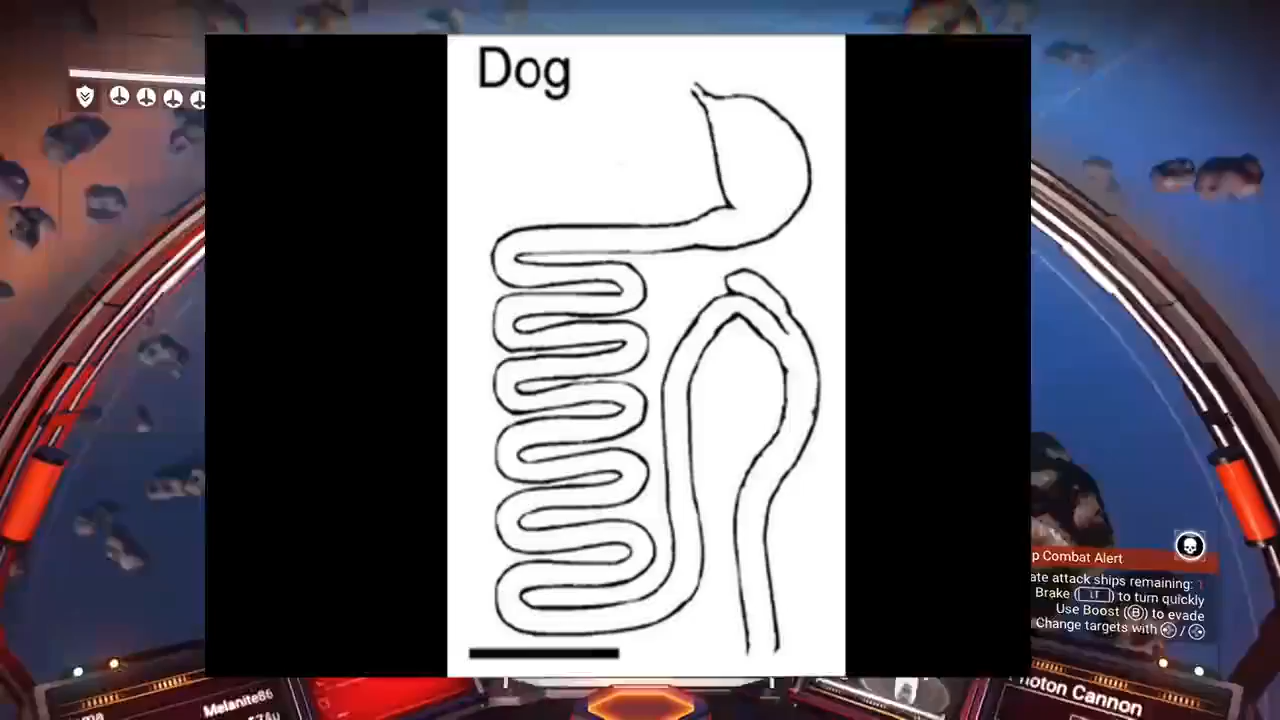 Dog
p Combat Alert
ate attack ships remaining: 1
Brake LT to turn quickly
Use Boost B to evade
Change targets with /
Melanite86
hoton Cannon